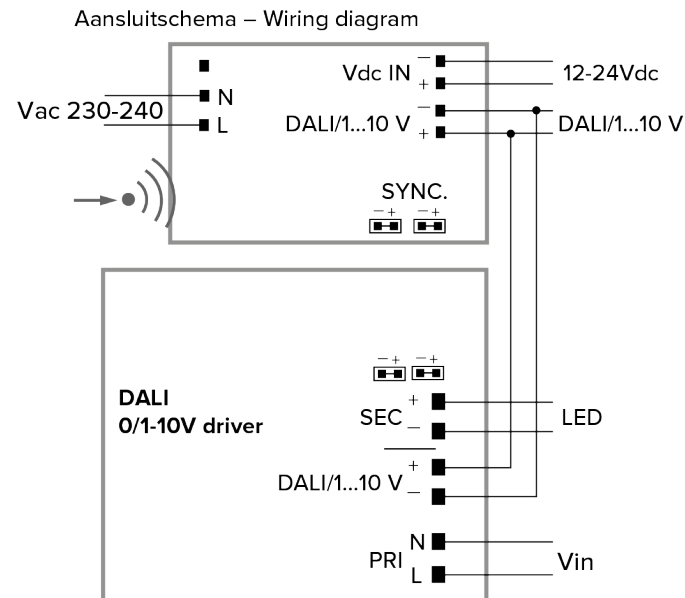 Aansluitschema – Wiring diagram
Vdc IN − + 12-24Vdc
N
Vac 230-240
L
DALI/1...10 V − + DALI/1...10 V
SYNC.
− + − +
− + − +
DALI
0/1-10V driver
SEC + − LED
DALI/1...10 V + −
PRI N L Vin